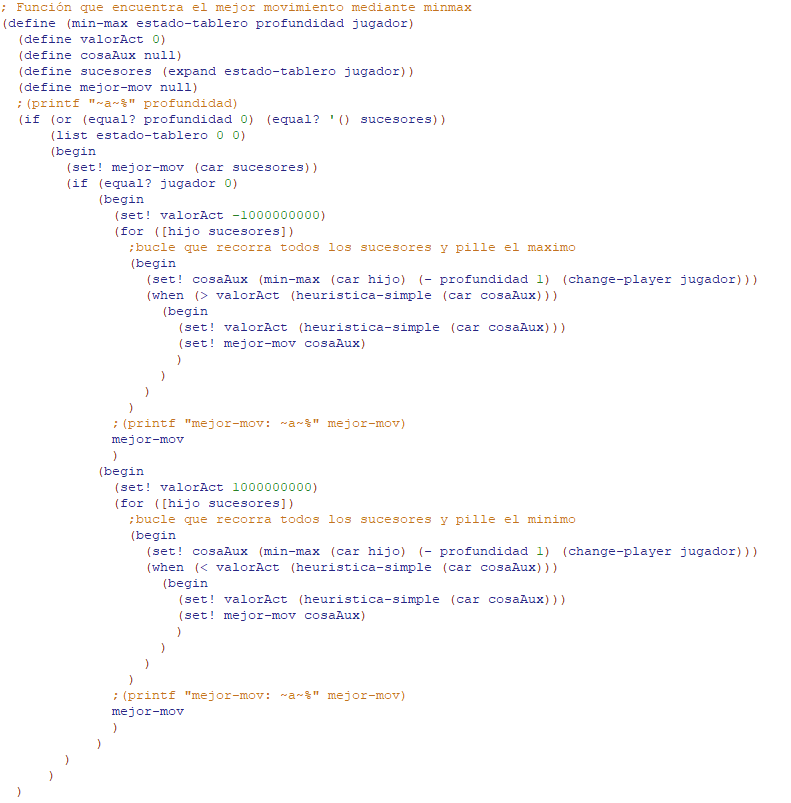 ; Función que encuentra el mejor movimiento mediante minmax
(define (min-max estado-tablero profundidad jugador)
  (define valorAct 0)
  (define cosaAux null)
  (define sucesores (expand estado-tablero jugador))
  (define mejor-mov null)
  ;(printf "~a~%" profundidad)
  (if (or (equal? profundidad 0) (equal? '() sucesores))
      (list estado-tablero 0 0)
      (begin
        (set! mejor-mov (car sucesores))
        (if (equal? jugador 0)
            (begin
              (set! valorAct -1000000000)
              (for ([hijo sucesores])
                ;bucle que recorra todos los sucesores y pille el maximo
                (begin
                  (set! cosaAux (min-max (car hijo) (- profundidad 1) (change-player jugador)))
                  (when (> valorAct (heuristica-simple (car cosaAux)))
                    (begin
                      (set! valorAct (heuristica-simple (car cosaAux)))
                      (set! mejor-mov cosaAux)
                      )
                    )
                  )
                )
              ;(printf "mejor-mov: ~a~%" mejor-mov)
              mejor-mov
              )
            (begin
              (set! valorAct 1000000000)
              (for ([hijo sucesores])
                ;bucle que recorra todos los sucesores y pille el minimo
                (begin
                  (set! cosaAux (min-max (car hijo) (- profundidad 1) (change-player jugador)))
                  (when (< valorAct (heuristica-simple (car cosaAux)))
                    (begin
                      (set! valorAct (heuristica-simple (car cosaAux)))
                      (set! mejor-mov cosaAux)
                      )
                    )
                  )
                )
              ;(printf "mejor-mov: ~a~%" mejor-mov)
              mejor-mov
              )
            )
        )
      )
  )